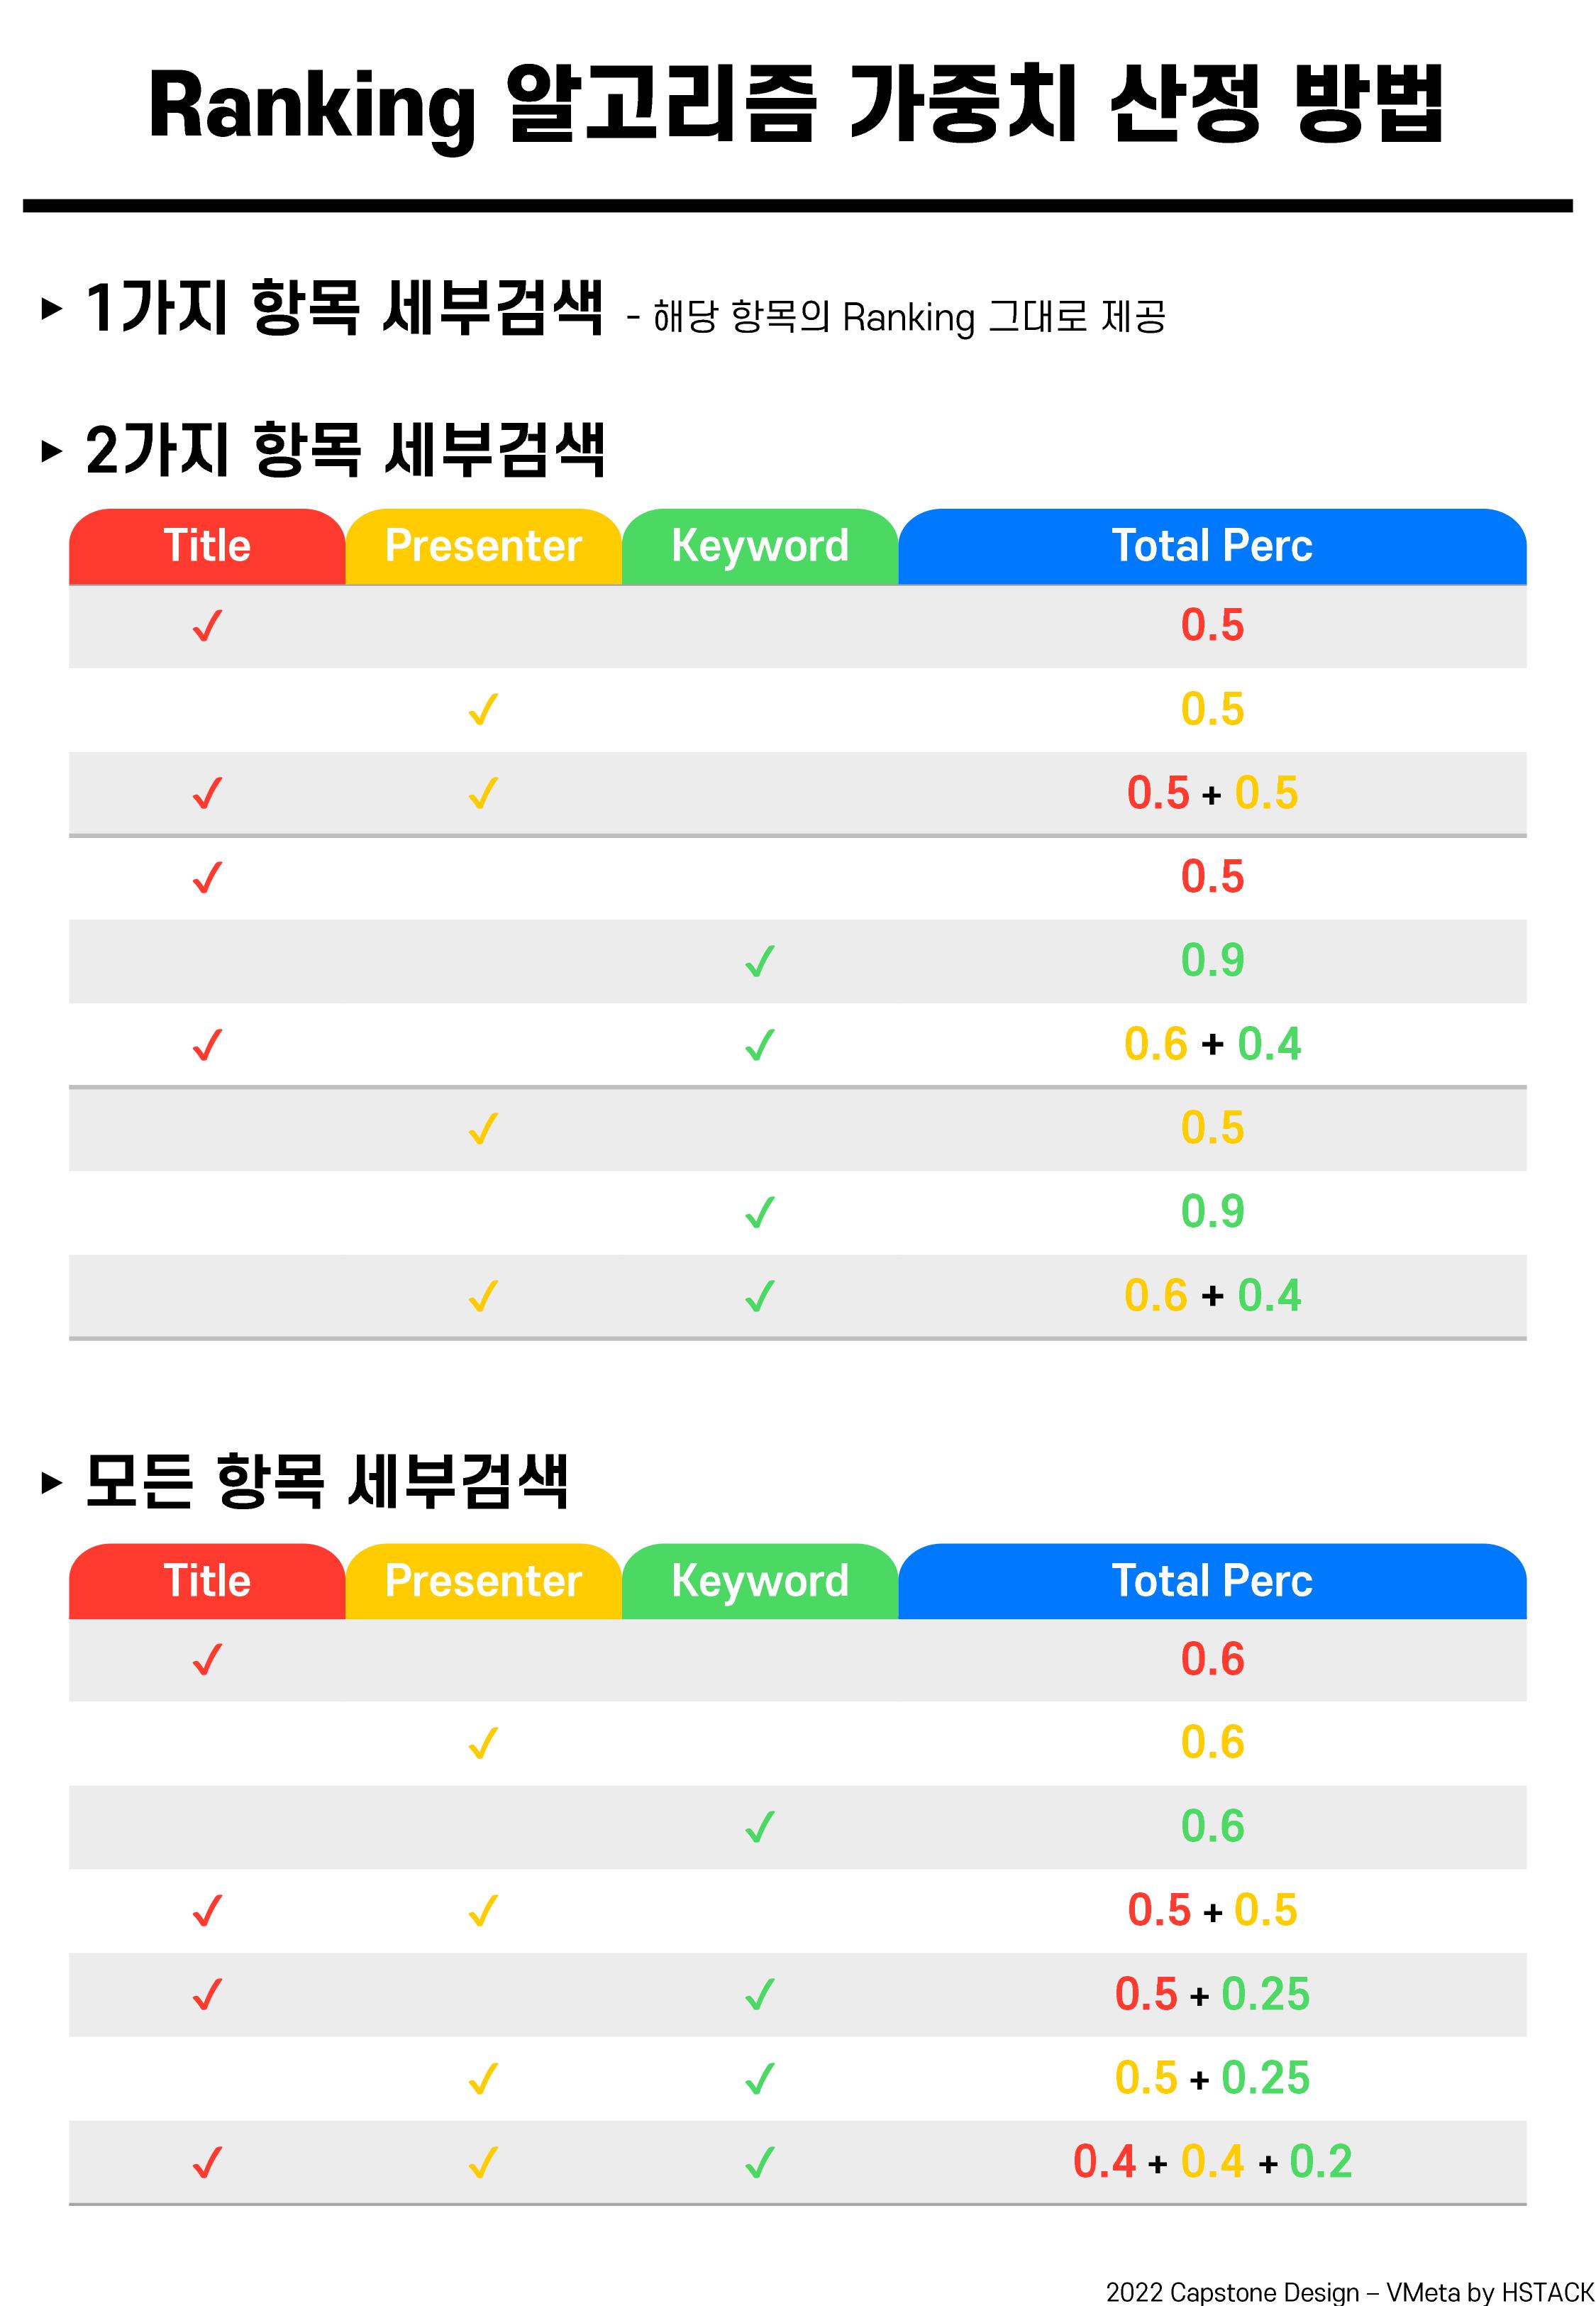 Ranking 알고리즘 가중치 산정 방법
▶ 1가지 항목 세부검색 - 해당 항목의 Ranking 그대로 제공
▶ 2가지 항목 세부검색
Title Presenter Keyword Total Perc
✓ 0.5
✓ 0.5
✓ ✓ 0.5 + 0.5
✓ 0.5
✓ 0.9
✓ ✓ 0.6 + 0.4
✓ 0.5
✓ 0.9
✓ ✓ 0.6 + 0.4
▶ 모든 항목 세부검색
Title Presenter Keyword Total Perc
✓ 0.6
✓ 0.6
✓ 0.6
✓ ✓ 0.5 + 0.5
✓ ✓ 0.5 + 0.25
✓ ✓ 0.5 + 0.25
✓ ✓ ✓ 0.4 + 0.4 + 0.2
2022 Capstone Design – VMeta by HSTACK